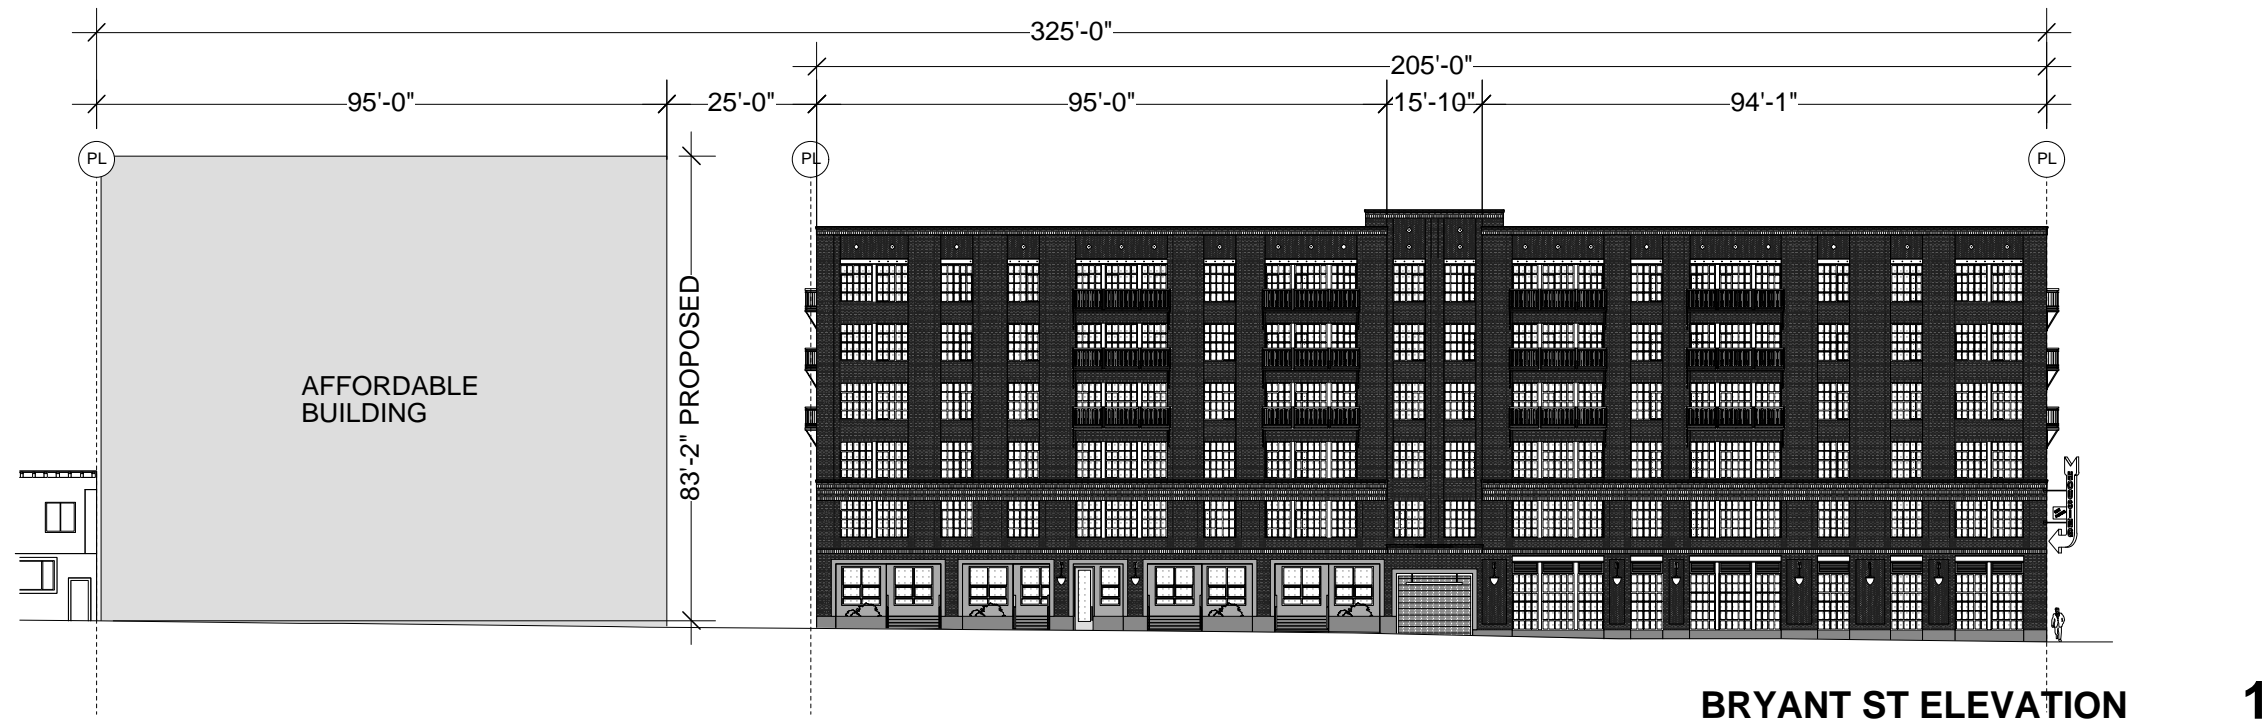 325'-0"
205'-0"
95'-0"
25'-0"
95'-0"
15'-10"
94'-1"
PL
PL
PL
83'-2" PROPOSED
AFFORDABLE
BUILDING
BRYANT ST ELEVATION
1